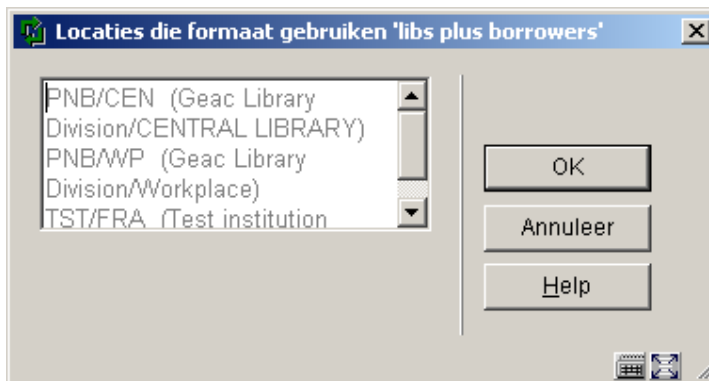 Locaties die formaat gebruiken 'libs plus borrowers'
PNB/CEN (Geac Library
Division/CENTRAL LIBRARY)
PNB/WP (Geac Library
Division/Workplace)
TST/FRA (Test institution
OK
Annuleer
Help